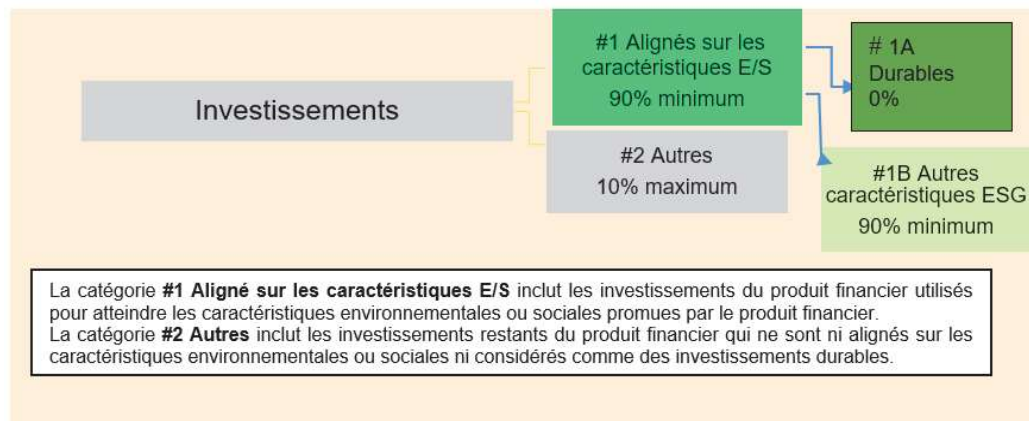 Investissements
#1 Alignés sur les
caractéristiques E/S
90% minimum
#2 Autres
10% maximum
# 1A
Durables
0%
#1B Autres
caractéristiques ESG
90% minimum
La catégorie #1 Aligné sur les caractéristiques E/S inclut les investissements du produit financier utilisés
pour atteindre les caractéristiques environnementales ou sociales promues par le produit financier.
La catégorie #2 Autres inclut les investissements restants du produit financier qui ne sont ni alignés sur les
caractéristiques environnementales ou sociales ni considérés comme des investissements durables.